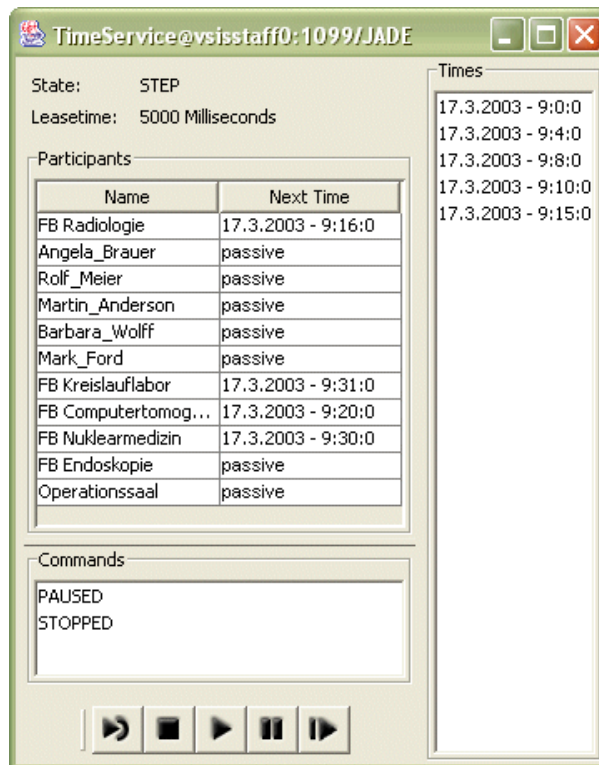 TimeService@vsisstaff0:1099/JADE
State: STEP
Leasetime: 5000 Milliseconds
Participants
Name Next Time
FB Radiologie 17.3.2003 - 9:16:0
Angela_Brauer passive
Rolf_Meier passive
Martin_Anderson passive
Barbara_Wolff passive
Mark_Ford passive
FB Kreislauflabor 17.3.2003 - 9:31:0
FB Computertomog... 17.3.2003 - 9:20:0
FB Nuklearmedizin 17.3.2003 - 9:30:0
FB Endoskopie passive
Operationssaal passive
Commands
PAUSED
STOPPED
Times
17.3.2003 - 9:0:0
17.3.2003 - 9:4:0
17.3.2003 - 9:8:0
17.3.2003 - 9:10:0
17.3.2003 - 9:15:0